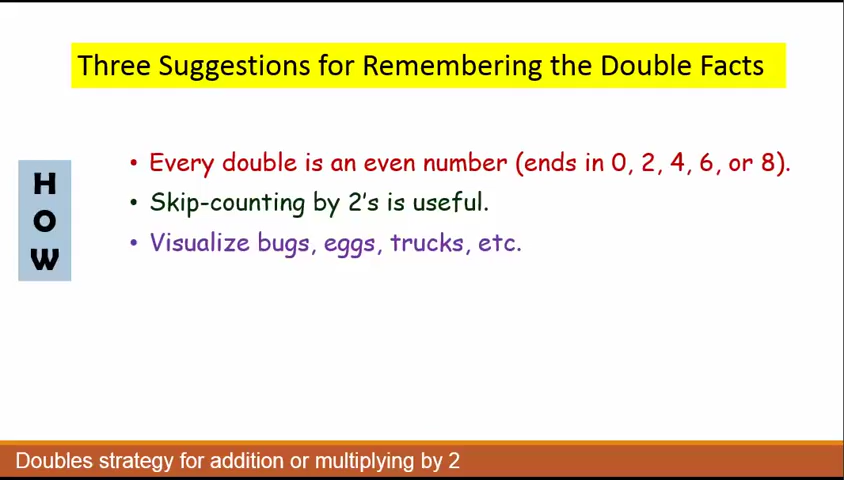 Three Suggestions for Remembering the Double Facts
HOW
• Every double is an even number (ends in 0, 2, 4, 6, or 8).
• Skip-counting by 2's is useful.
• Visualize bugs, eggs, trucks, etc.
Doubles strategy for addition or multiplying by 2